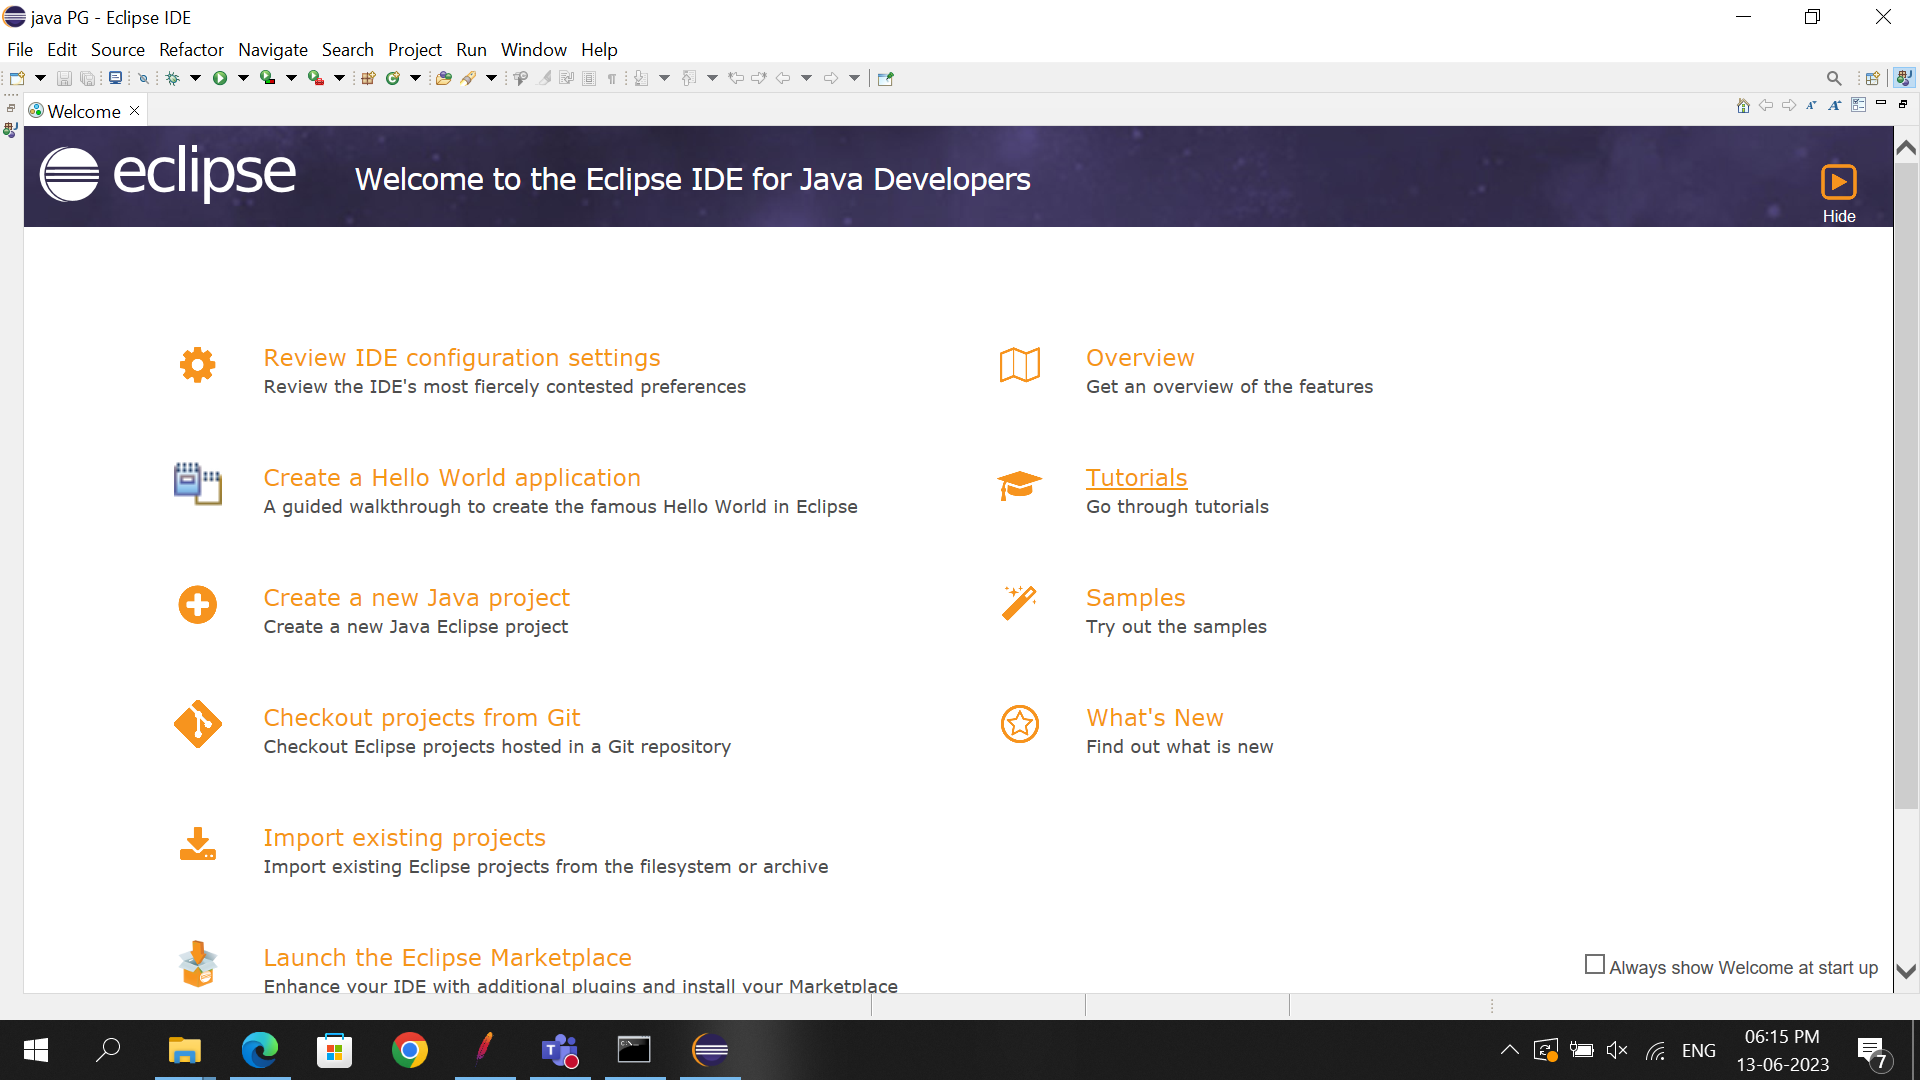 java PG - Eclipse IDE
File Edit Source Refactor Navigate Search Project Run Window Help
Welcome
eclipse
Welcome to the Eclipse IDE for Java Developers
Hide
Review IDE configuration settings
Review the IDE's most fiercely contested preferences
Overview
Get an overview of the features
Create a Hello World application
A guided walkthrough to create the famous Hello World in Eclipse
Tutorials
Go through tutorials
Create a new Java project
Create a new Java Eclipse project
Samples
Try out the samples
Checkout projects from Git
Checkout Eclipse projects hosted in a Git repository
What's New
Find out what is new
Import existing projects
Import existing Eclipse projects from the filesystem or archive
Launch the Eclipse Marketplace
Enhance your IDE with additional plugins and install your Marketplace
Always show Welcome at start up
ENG
06:15 PM
13-06-2023
7